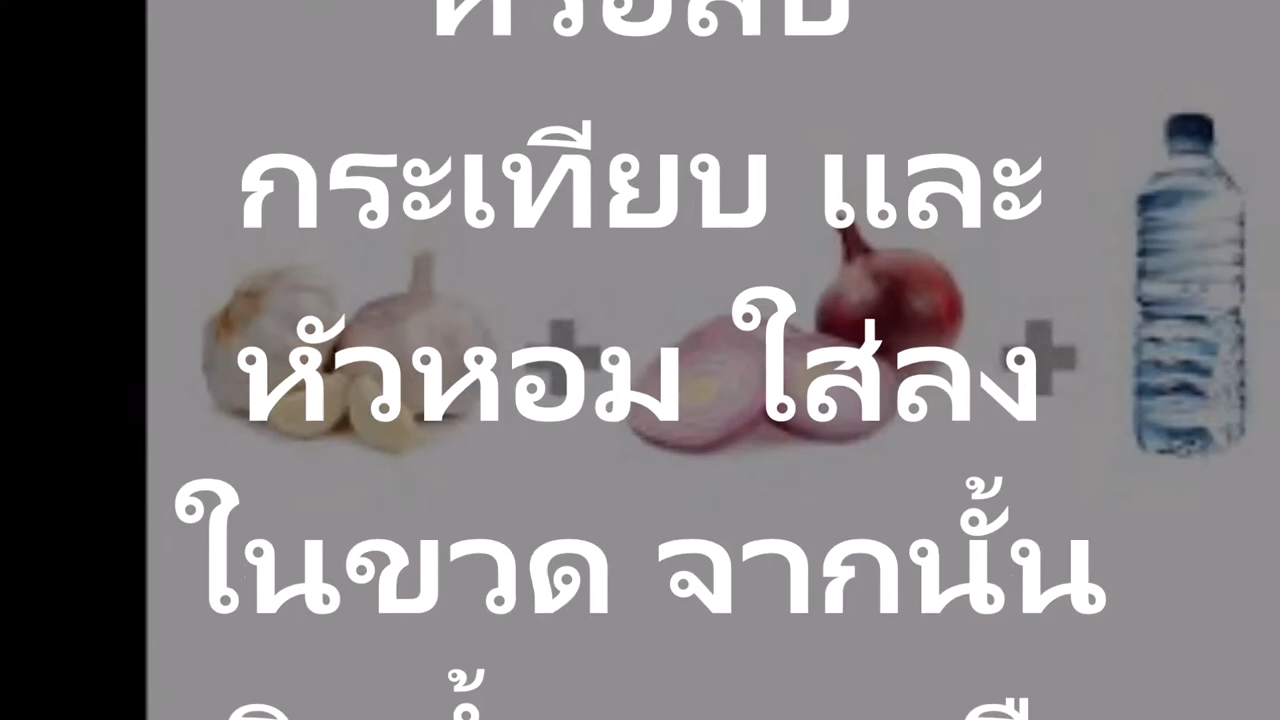 กระเทียบ และ
หัวหอม ใส่ลง
ในขวด จากนั้น